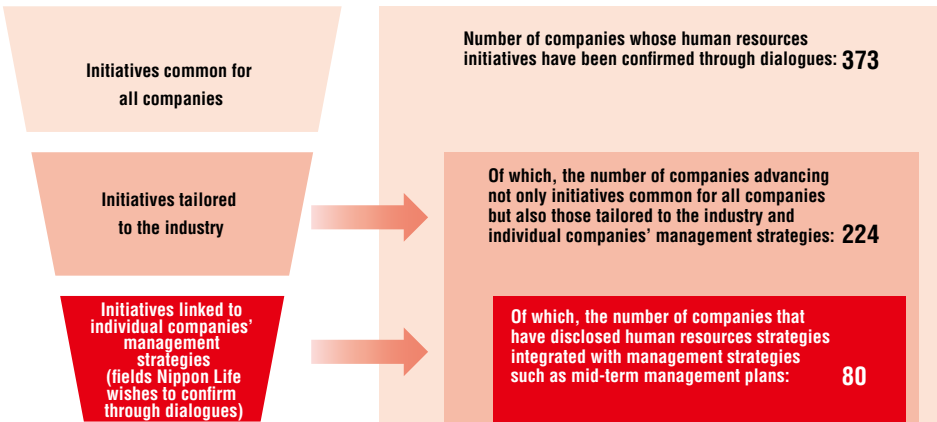 Initiatives common for
all companies
Number of companies whose human resources
initiatives have been confirmed through dialogues: 373
Initiatives tailored
to the industry
Of which, the number of companies advancing
not only initiatives common for all companies
but also those tailored to the industry and
individual companies’ management strategies: 224
Initiatives linked to
individual companies’
management
strategies
(fields Nippon Life
wishes to confirm
through dialogues)
Of which, the number of companies that
have disclosed human resources strategies
integrated with management strategies
such as mid-term management plans: 80